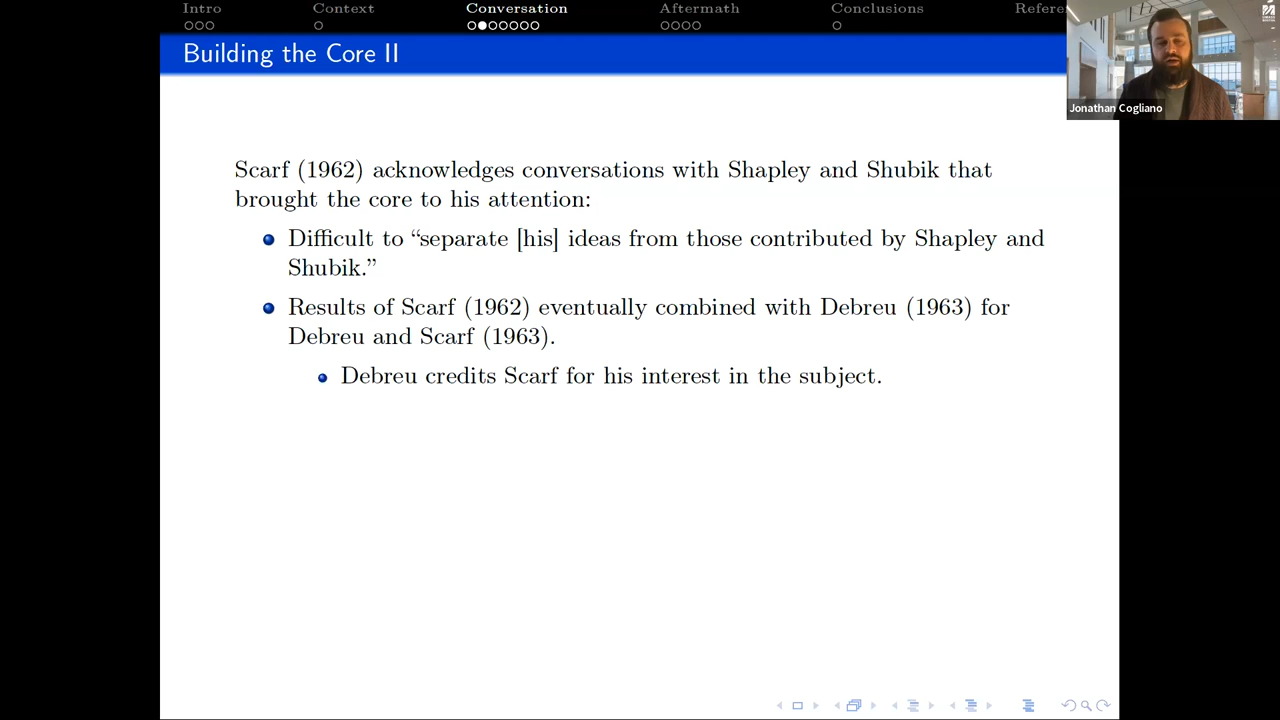 Intro Context Conversation Aftermath Conclusions Refere
Building the Core II
Jonathan Cogliano
Scarf (1962) acknowledges conversations with Shapley and Shubik that
brought the core to his attention:
Difficult to “separate [his] ideas from those contributed by Shapley and
Shubik.”
Results of Scarf (1962) eventually combined with Debreu (1963) for
Debreu and Scarf (1963).
Debreu credits Scarf for his interest in the subject.